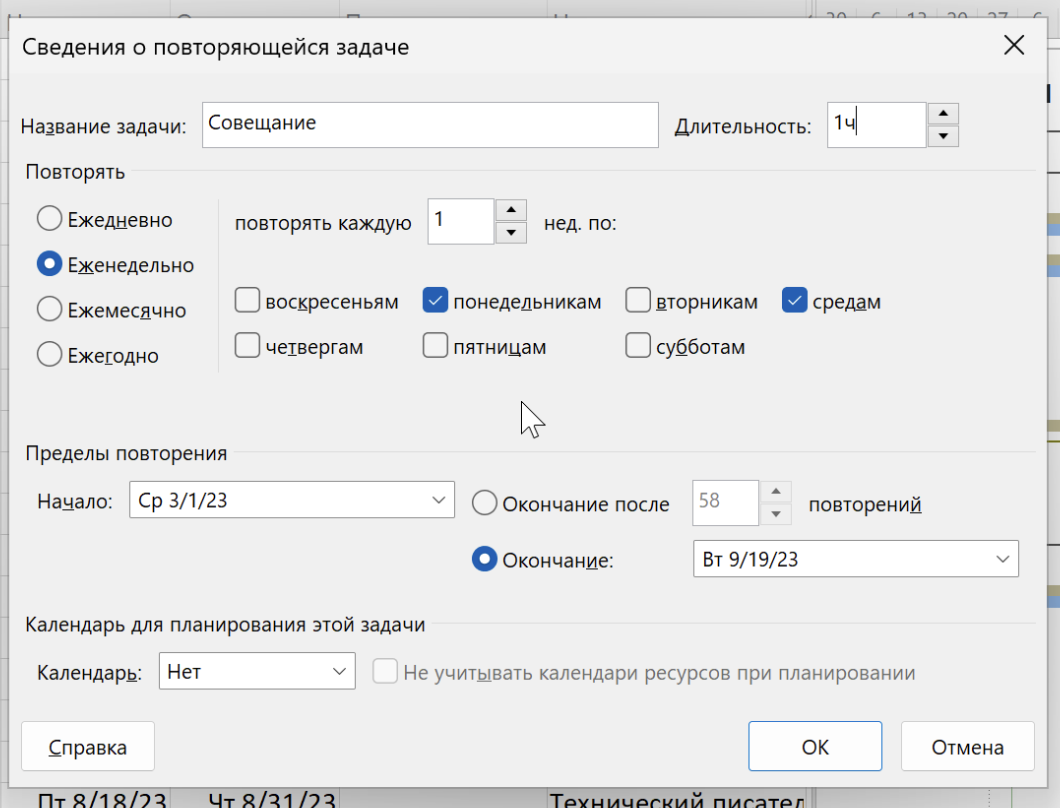 Сведения о повторяющейся задаче
Название задачи: Совещание Длительность: 1ч
Повторять
Ежедневно повторять каждую 1 нед. по:
Еженедельно
Ежемесячно воскресеньям понедельникам вторникам средам
Ежегодно четвергам пятницам субботам
Пределы повторения
Начало: Ср 3/1/23 Окончание после 58 повторений
Окончание: Вт 9/19/23
Календарь для планирования этой задачи
Календарь: Нет Не учитывать календари ресурсов при планировании
Справка ОК Отмена
Пт 8/18/23 Чт 8/31/23 Технический писател